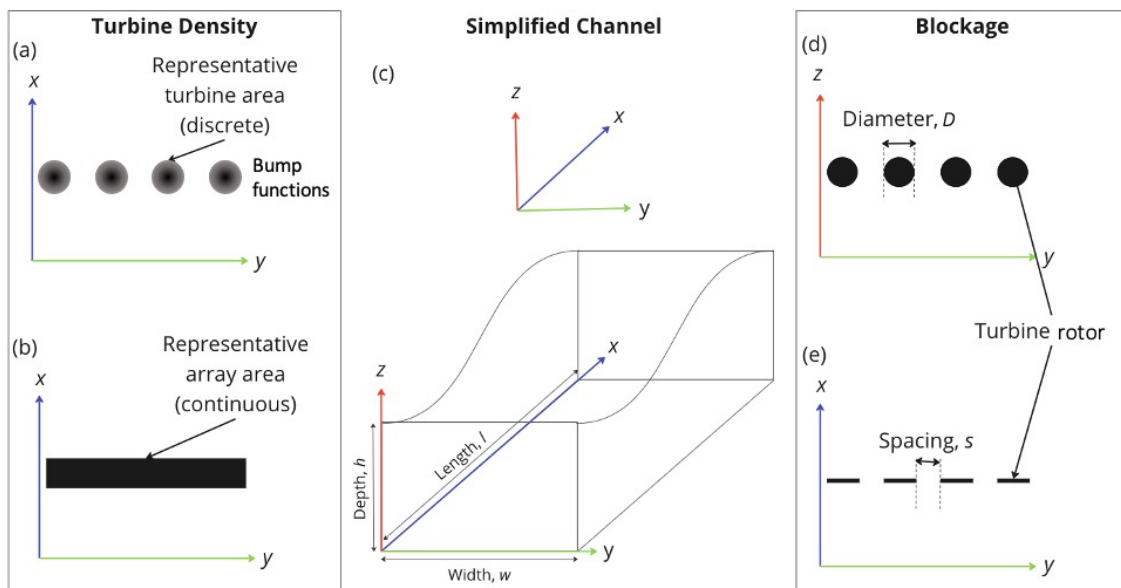 Turbine Density
(a)
x
Representative
turbine area
(discrete)
Bump
functions
y
(b)
x
Representative
array area
(continuous)
y
Simplified Channel
(c)
z
x
y
z
x
Depth, h
Length, l
y
Width, w
Blockage
(d)
z
Diameter, D
y
Turbine rotor
(e)
x
Spacing, s
y